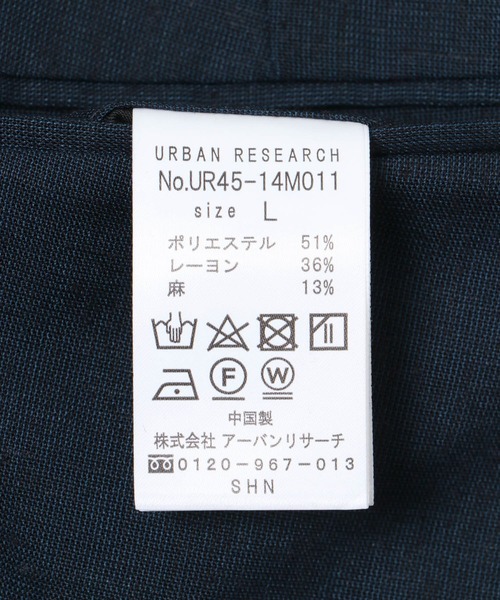 URBAN RESEARCH
No.UR45-14M011
size L
ポリエステル 51%
レーヨン 36%
麻 13%
F W
中国製
株式会社 アーバンリサーチ
0120-967-013
SHN